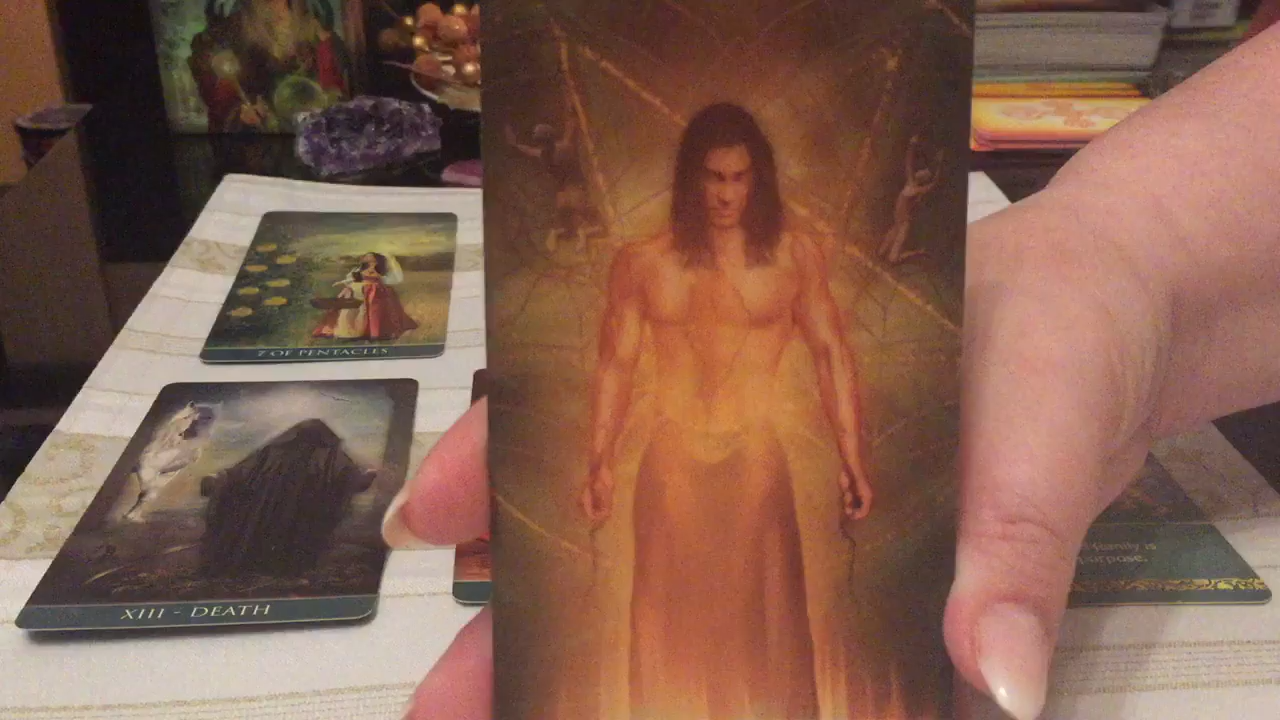 7 OF PENTACLES
XIII - DEATH
family is
purpose.